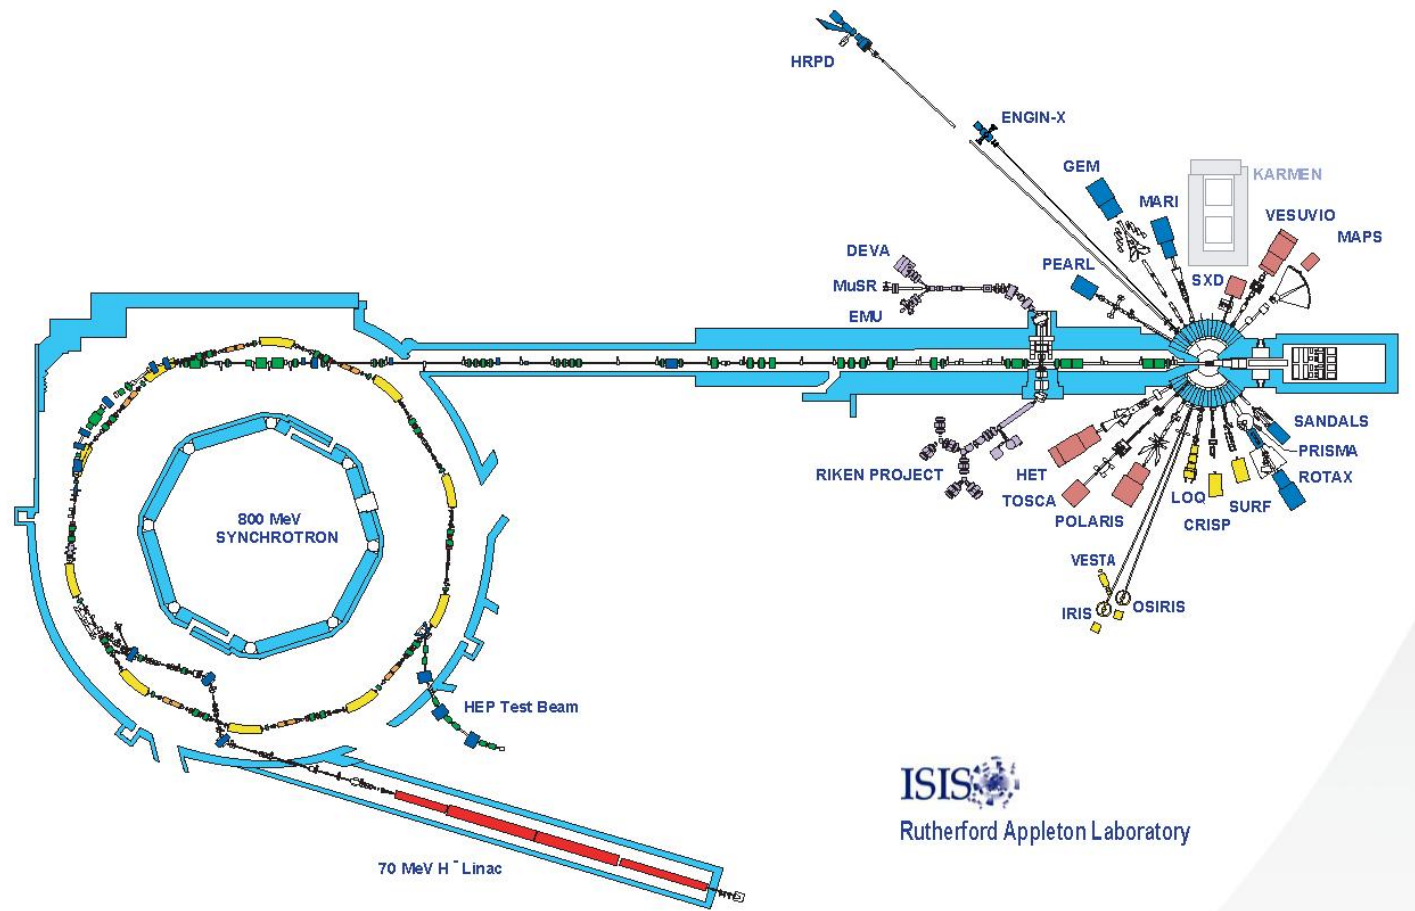 HRPD
ENGIN-X
GEM
KARMEN
MARI
VESUVIO
MAPS
DEVA
PEARL
SXD
MuSR
EMU
SANDALS
PRISMA
RIKEN PROJECT
HET
ROTAX
TOSCA
LOQ
SURF
POLARIS
CRISP
800 MeV
SYNCHROTRON
VESTA
IRIS
OSIRIS
HEP Test Beam
ISIS
Rutherford Appleton Laboratory
70 MeV H⁻ Linac